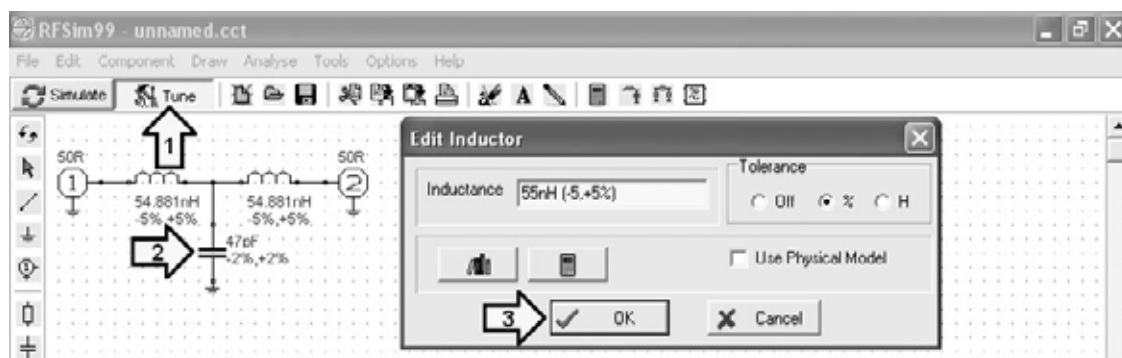 RFSim99 - unnamed.cct
File Edit Component Draw Analyse Tools Options Help
Simulate Tune A
1
50R 50R
1 2
54.881nH 54.881nH
-5%,+5% -5%,+5%
2
47pF
-2%,+2%
Edit Inductor
Tolerance
Inductance 55nH (-5,+5%)
Off % H
Use Physical Model
3 OK Cancel